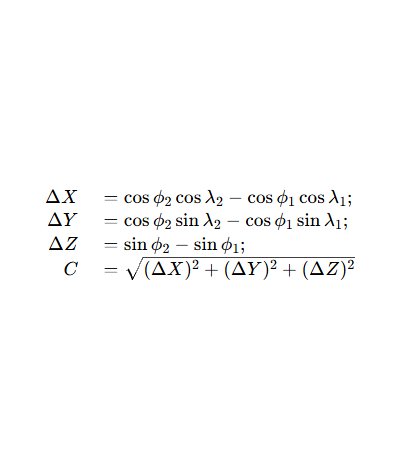 ΔX = cos ϕ₂ cos λ₂ − cos ϕ₁ cos λ₁;
ΔY = cos ϕ₂ sin λ₂ − cos ϕ₁ sin λ₁;
ΔZ = sin ϕ₂ − sin ϕ₁;
C = √(ΔX)² + (ΔY)² + (ΔZ)²